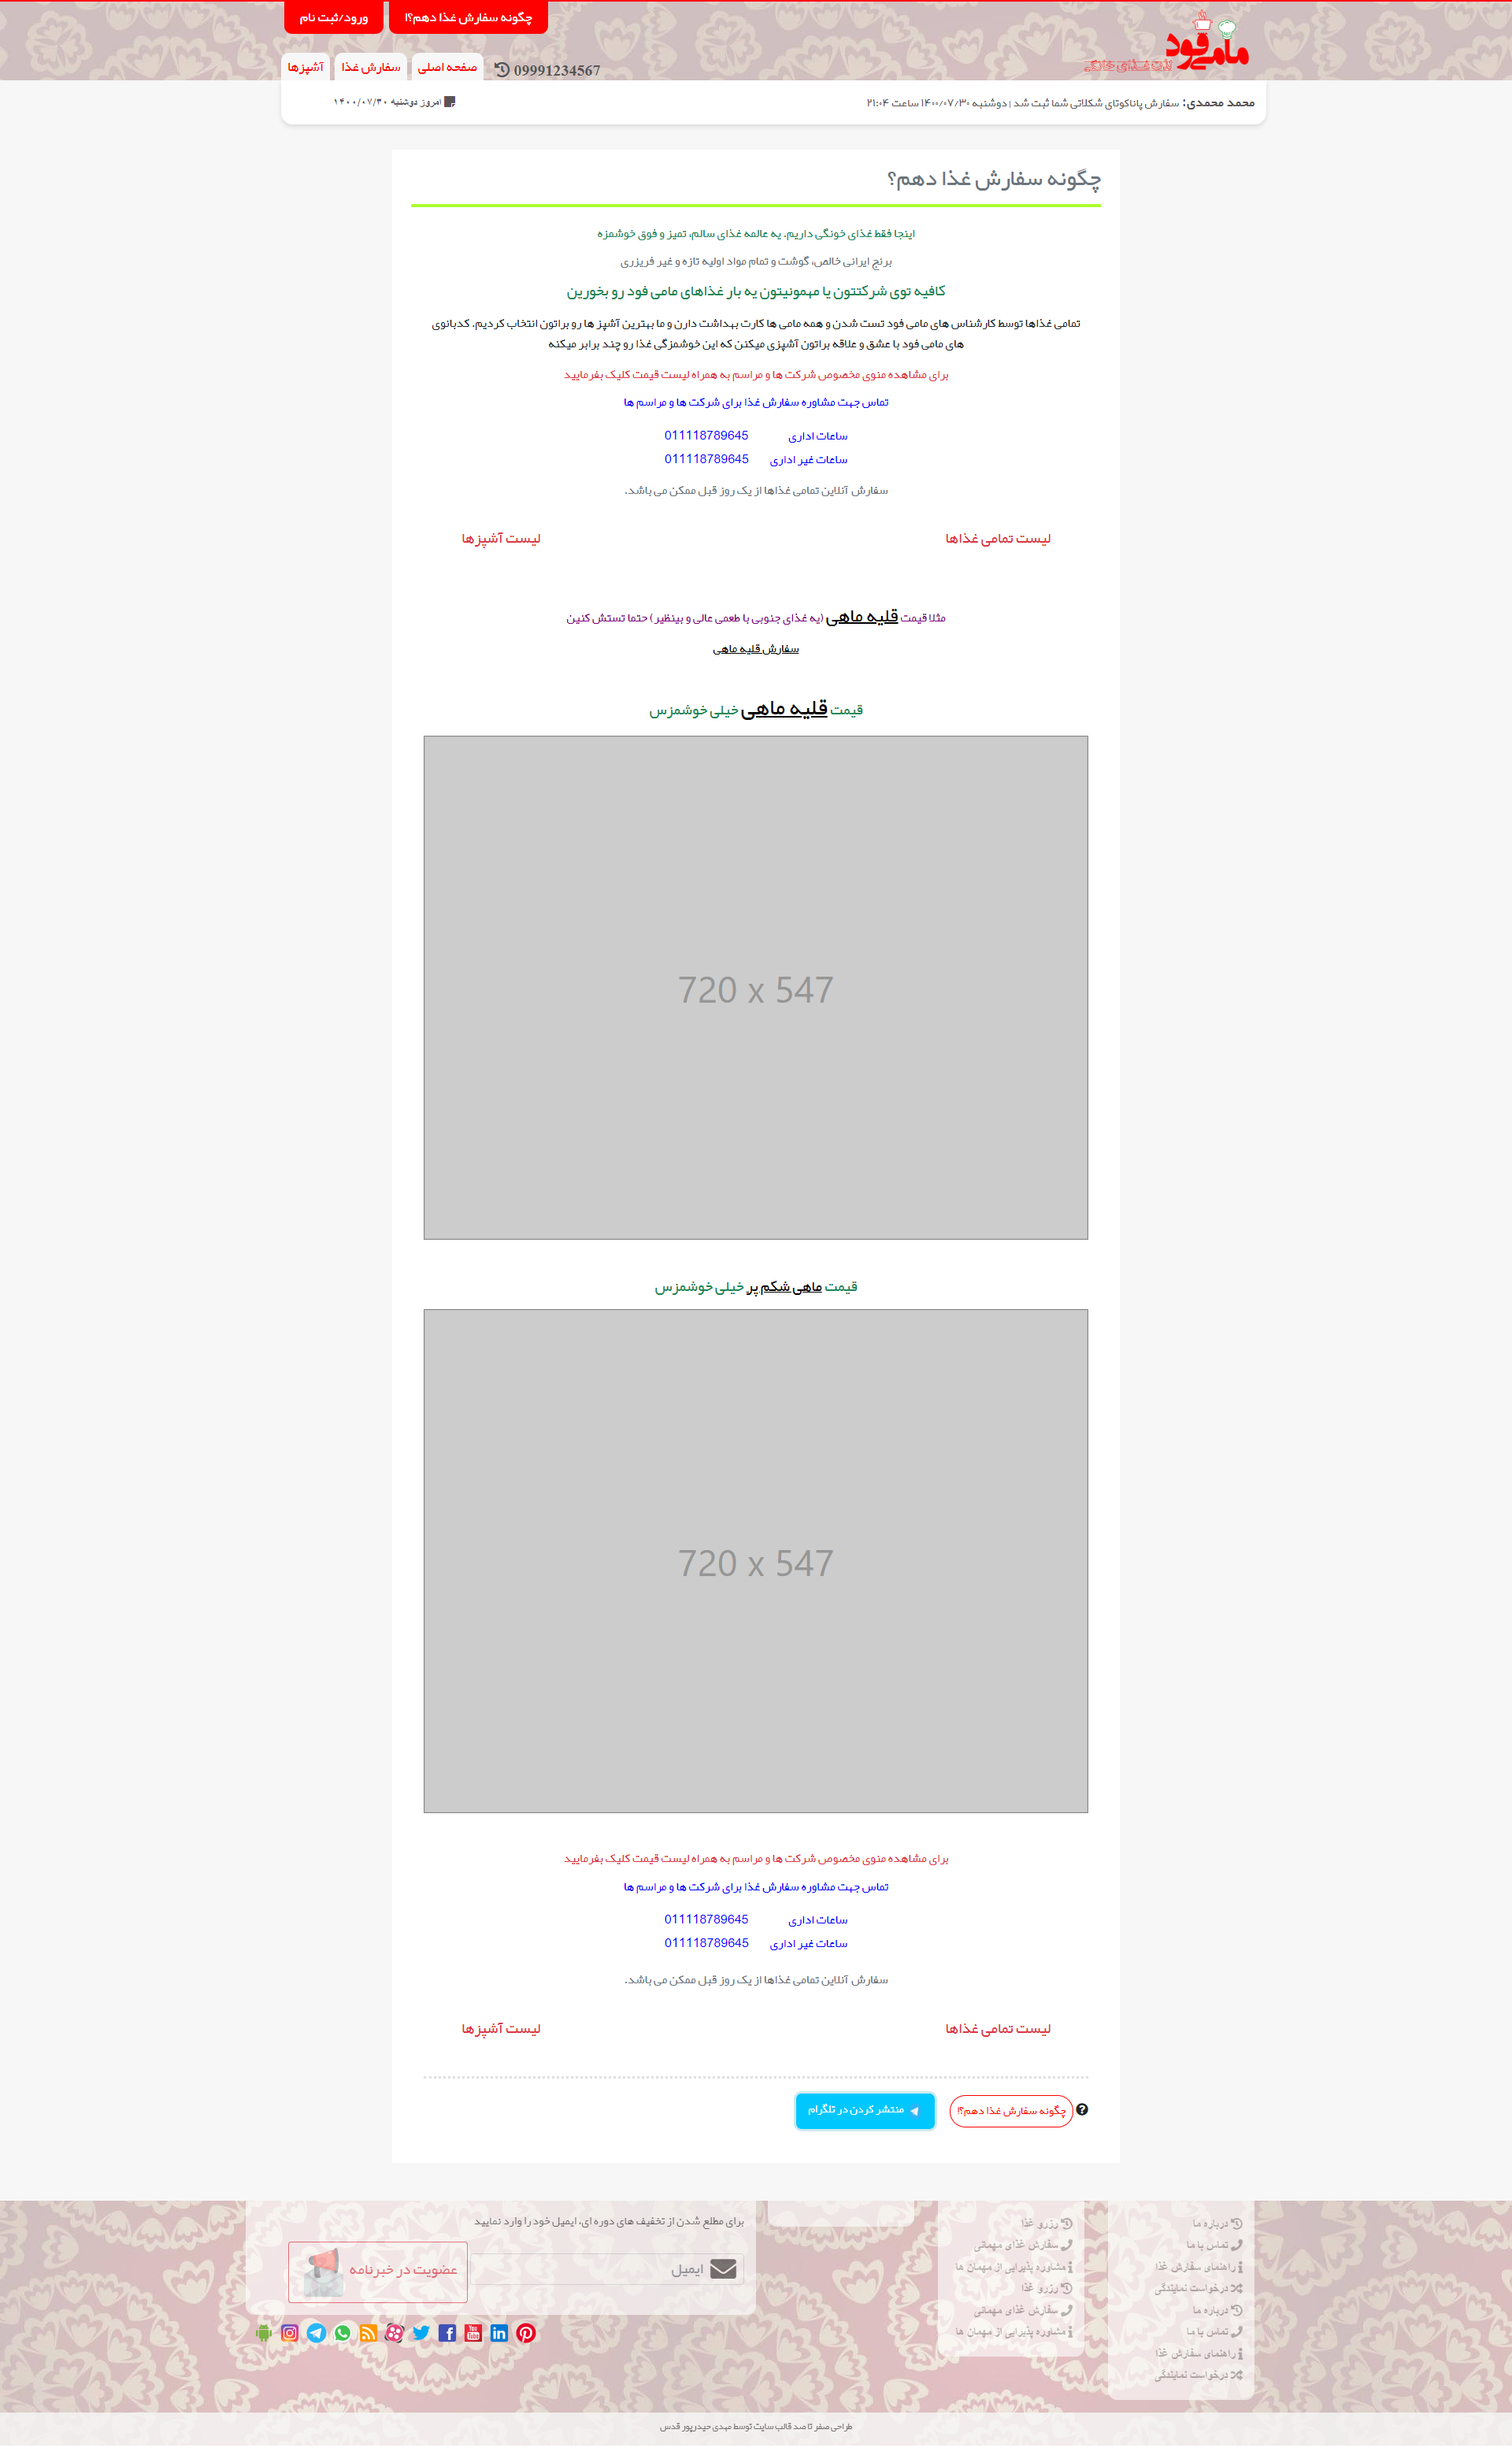 چگونه سفارش غذا دهم؟!
ورود/ثبت نام
مامی فود
لذت غذای خانگی
09991234567
صفحه اصلی
سفارش غذا
آشپزها
محمد محمدی: سفارش پاناکوتای شکلاتی شما ثبت شد | دوشنبه ۱۴۰۰/۰۷/۳۰ ساعت ۲۱:۰۴
امروز دوشنبه ۱۴۰۰/۰۷/۳۰
چگونه سفارش غذا دهم؟
اینجا فقط غذای خونگی داریم. یه عالمه غذای سالم، تمیز و فوق خوشمزه
برنج ایرانی خالص، گوشت و تمام مواد اولیه تازه و غیر فریزری
کافیه توی شرکتتون یا مهمونیتون یه بار غذاهای مامی فود رو بخورین
تمامی غذاها توسط کارشناس های مامی فود تست شدن و همه مامی ها کارت بهداشت دارن و ما بهترین آشپز ها رو براتون انتخاب کردیم. کدبانوی
های مامی فود با عشق و علاقه براتون آشپزی میکنن که این خوشمزگی غذا رو چند برابر میکنه
برای مشاهده منوی مخصوص شرکت ها و مراسم به همراه لیست قیمت کلیک بفرمایید
تماس جهت مشاوره سفارش غذا برای شرکت ها و مراسم ها
ساعات اداری 011118789645
ساعات غیر اداری 011118789645
سفارش آنلاین تمامی غذاها از یک روز قبل ممکن می باشد.
لیست تمامی غذاها
لیست آشپزها
مثلا قیمت قلیه ماهی (یه غذای جنوبی با طعمی عالی و بینظیر) حتما تستش کنین
سفارش قلیه ماهی
قیمت قلیه ماهی خیلی خوشمزس
720 x 547
قیمت ماهی شکم پر خیلی خوشمزس
720 x 547
برای مشاهده منوی مخصوص شرکت ها و مراسم به همراه لیست قیمت کلیک بفرمایید
تماس جهت مشاوره سفارش غذا برای شرکت ها و مراسم ها
ساعات اداری 011118789645
ساعات غیر اداری 011118789645
سفارش آنلاین تمامی غذاها از یک روز قبل ممکن می باشد.
لیست تمامی غذاها
لیست آشپزها
چگونه سفارش غذا دهم؟!
منتشر کردن در تلگرام
درباره ما
تماس با ما
راهنمای سفارش غذا
درخواست نمایندگی
درباره ما
تماس با ما
راهنمای سفارش غذا
درخواست نمایندگی
رزرو غذا
سفارش غذای مهمانی
مشاوره پذیرایی از مهمان ها
رزرو غذا
سفارش غذای مهمانی
مشاوره پذیرایی از مهمان ها
برای مطلع شدن از تخفیف های دوره ای، ایمیل خود را وارد نمایید
ایمیل
عضویت در خبرنامه
طراحی صفر تا صد قالب سایت توسط مهدی حیدرپور قدس